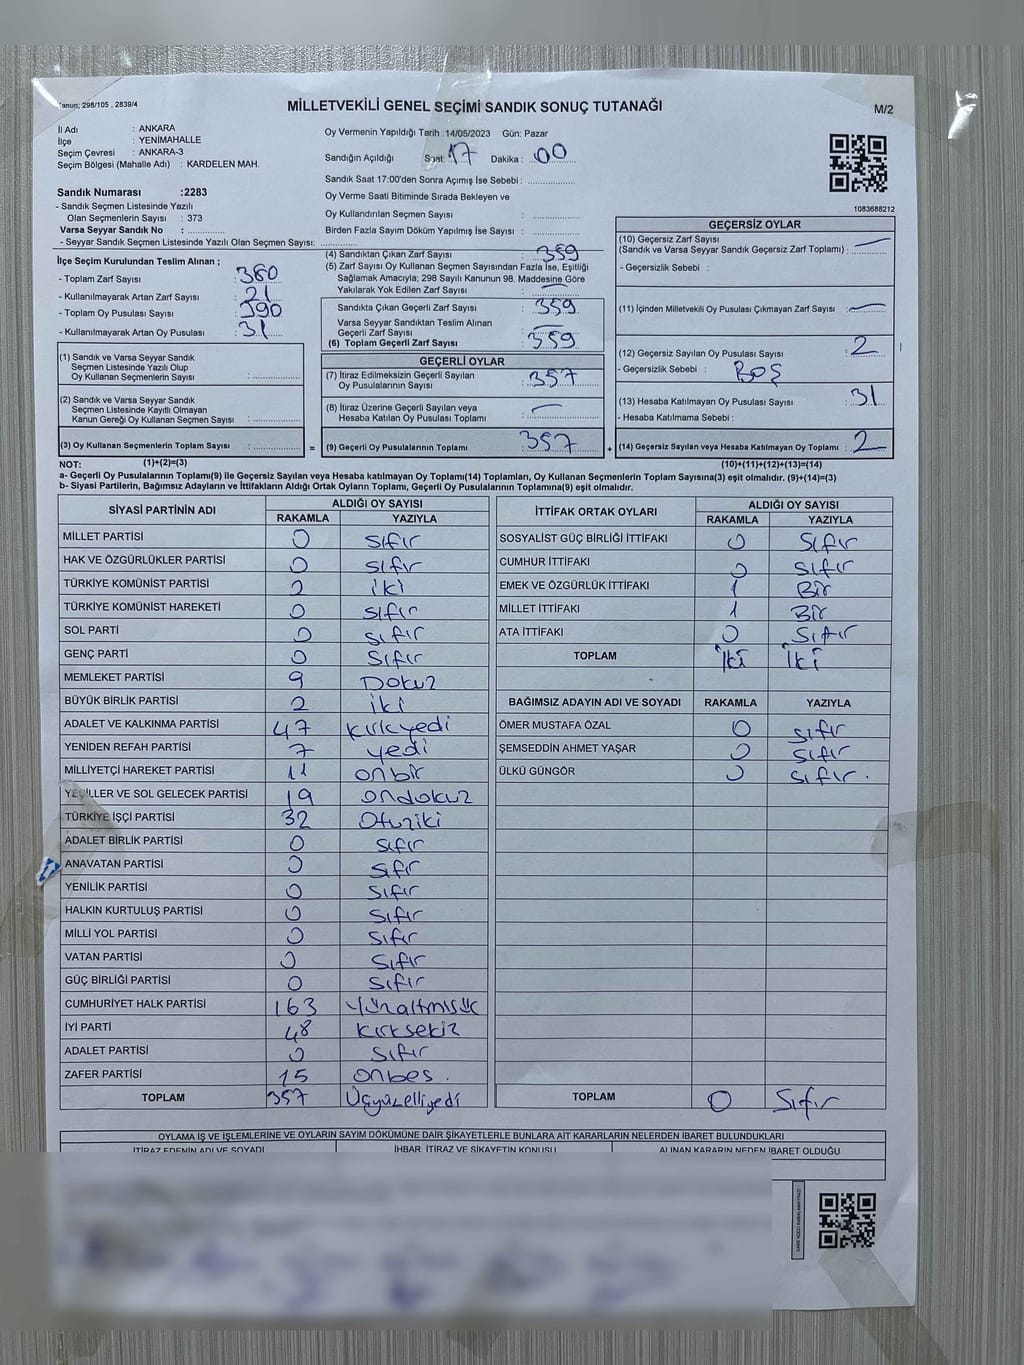 Kanun; 298/105 , 2839/4
MİLLETVEKİLİ GENEL SEÇİMİ SANDIK SONUÇ TUTANAĞI
M/2
İl Adı : ANKARA
İlçe : YENİMAHALLE
Seçim Çevresi : ANKARA-3
Seçim Bölgesi (Mahalle Adı) : KARDELEN MAH.
Sandık Numarası :2283
- Sandık Seçmen Listesinde Yazılı
Olan Seçmenlerin Sayısı : 373
Varsa Seyyar Sandık No :
- Seyyar Sandık Seçmen Listesinde Yazılı Olan Seçmen Sayısı:
Oy Vermenin Yapıldığı Tarih :14/05/2023 Gün: Pazar
Sandığın Açıldığı Saat: 17 Dakika : 00
Sandık Saat 17:00'den Sonra Açımış İse Sebebi :
Oy Verme Saati Bitiminde Sırada Bekleyen ve
Oy Kullandırılan Seçmen Sayısı :
Birden Fazla Sayım Döküm Yapılmış İse Sayısı :
1083688212
İlçe Seçim Kurulundan Teslim Alınan ;
- Toplam Zarf Sayısı : 380
- Kullanılmayarak Artan Zarf Sayısı : 21
- Toplam Oy Pusulası Sayısı : 390
- Kullanılmayarak Artan Oy Pusulası : 31
(1) Sandık ve Varsa Seyyar Sandık
Seçmen Listesinde Yazılı Olup
Oy Kullanan Seçmenlerin Sayısı :
(2) Sandık ve Varsa Seyyar Sandık
Seçmen Listesinde Kayıtlı Olmayan
Kanun Gereği Oy Kullanan Seçmen Sayısı :
(3) Oy Kullanan Seçmenlerin Toplam Sayısı :
(4) Sandıktan Çıkan Zarf Sayısı : 359
(5) Zarf Sayısı Oy Kullanan Seçmen Sayısından Fazla İse, Eşitliği
Sağlamak Amacıyla; 298 Sayılı Kanunun 98. Maddesine Göre
Yakılarak Yok Edilen Zarf Sayısı : —
Sandıkta Çıkan Geçerli Zarf Sayısı : 359
Varsa Seyyar Sandıktan Teslim Alınan
Geçerli Zarf Sayısı : —
(6) Toplam Geçerli Zarf Sayısı : 359
GEÇERLİ OYLAR
(7) İtiraz Edilmeksizin Geçerli Sayılan
Oy Pusulalarının Sayısı : 357
(8) İtiraz Üzerine Geçerli Sayılan veya
Hesaba Katılan Oy Pusulası Toplamı : —
= (9) Geçerli Oy Pusulalarının Toplamı : 357
GEÇERSİZ OYLAR
(10) Geçersiz Zarf Sayısı
(Sandık ve Varsa Seyyar Sandık Geçersiz Zarf Toplamı) : —
- Geçersizlik Sebebi :
(11) İçinden Milletvekili Oy Pusulası Çıkmayan Zarf Sayısı : —
(12) Geçersiz Sayılan Oy Pusulası Sayısı : 2
- Geçersizlik Sebebi : BOŞ
(13) Hesaba Katılmayan Oy Pusulası Sayısı : 31
- Hesaba Katılmama Sebebi :
+ (14) Geçersiz Sayılan veya Hesaba Katılmayan Oy Toplamı : 2
NOT: (1)+(2)=(3) (10)+(11)+(12)+(13)=(14)
a- Geçerli Oy Pusulalarının Toplamı(9) ile Geçersiz Sayılan veya Hesaba katılmayan Oy Toplamı(14) Toplamları, Oy Kullanan Seçmenlerin Toplam Sayısına(3) eşit olmalıdır. (9)+(14)=(3)
b- Siyasi Partilerin, Bağımsız Adayların ve İttifakların Aldığı Ortak Oyların Toplamı, Geçerli Oy Pusulalarının Toplamına(9) eşit olmalıdır.
SİYASİ PARTİNİN ADI ALDIĞI OY SAYISI
RAKAMLA YAZIYLA
MİLLET PARTİSİ 0 sıfır
HAK VE ÖZGÜRLÜKLER PARTİSİ 0 sıfır
TÜRKİYE KOMÜNİST PARTİSİ 2 iki
TÜRKİYE KOMÜNİST HAREKETİ 0 sıfır
SOL PARTİ 0 sıfır
GENÇ PARTİ 0 sıfır
MEMLEKET PARTİSİ 9 Dokuz
BÜYÜK BİRLİK PARTİSİ 2 iki
ADALET VE KALKINMA PARTİSİ 47 kırkyedi
YENİDEN REFAH PARTİSİ 7 yedi
MİLLİYETÇİ HAREKET PARTİSİ 11 onbir
YEŞİLLER VE SOL GELECEK PARTİSİ 19 ondokuz
TÜRKİYE İŞÇİ PARTİSİ 32 Otuziki
ADALET BİRLİK PARTİSİ 0 sıfır
ANAVATAN PARTİSİ 0 sıfır
YENİLİK PARTİSİ 0 sıfır
HALKIN KURTULUŞ PARTİSİ 0 sıfır
MİLLİ YOL PARTİSİ 0 sıfır
VATAN PARTİSİ 0 sıfır
GÜÇ BİRLİĞİ PARTİSİ 0 sıfır
CUMHURİYET HALK PARTİSİ 163 Yüzaltmışüç
İYİ PARTİ 48 kırksekiz
ADALET PARTİSİ 0 sıfır
ZAFER PARTİSİ 15 onbes.
TOPLAM 357 Üçyüzelliyedi
İTTİFAK ORTAK OYLARI ALDIĞI OY SAYISI
RAKAMLA YAZIYLA
SOSYALİST GÜÇ BİRLİĞİ İTTİFAKI 0 Sıfır
CUMHUR İTTİFAKI 0 sıfır
EMEK VE ÖZGÜRLÜK İTTİFAKI 1 Bir
MİLLET İTTİFAKI 1 Bir
ATA İTTİFAKI 0 Sıfır
TOPLAM İki İki
BAĞIMSIZ ADAYIN ADI VE SOYADI RAKAMLA YAZIYLA
ÖMER MUSTAFA ÖZAL 0 sıfır
ŞEMSEDDİN AHMET YAŞAR 0 sıfır
ÜLKÜ GÜNGÖR 0 sıfır.
TOPLAM 0 Sıfır
OYLAMA İŞ VE İŞLEMLERİNE VE OYLARIN SAYIM DÖKÜMÜNE DAİR ŞİKAYETLERLE BUNLARA AİT KARARLARIN NELERDEN İBARET BULUNDUKLARI
İTİRAZ EDENİN ADI VE SOYADI İHBAR, İTİRAZ VE ŞİKAYETİN KONUSU ALINAN KARARIN NEDEN İBARET OLDUĞU